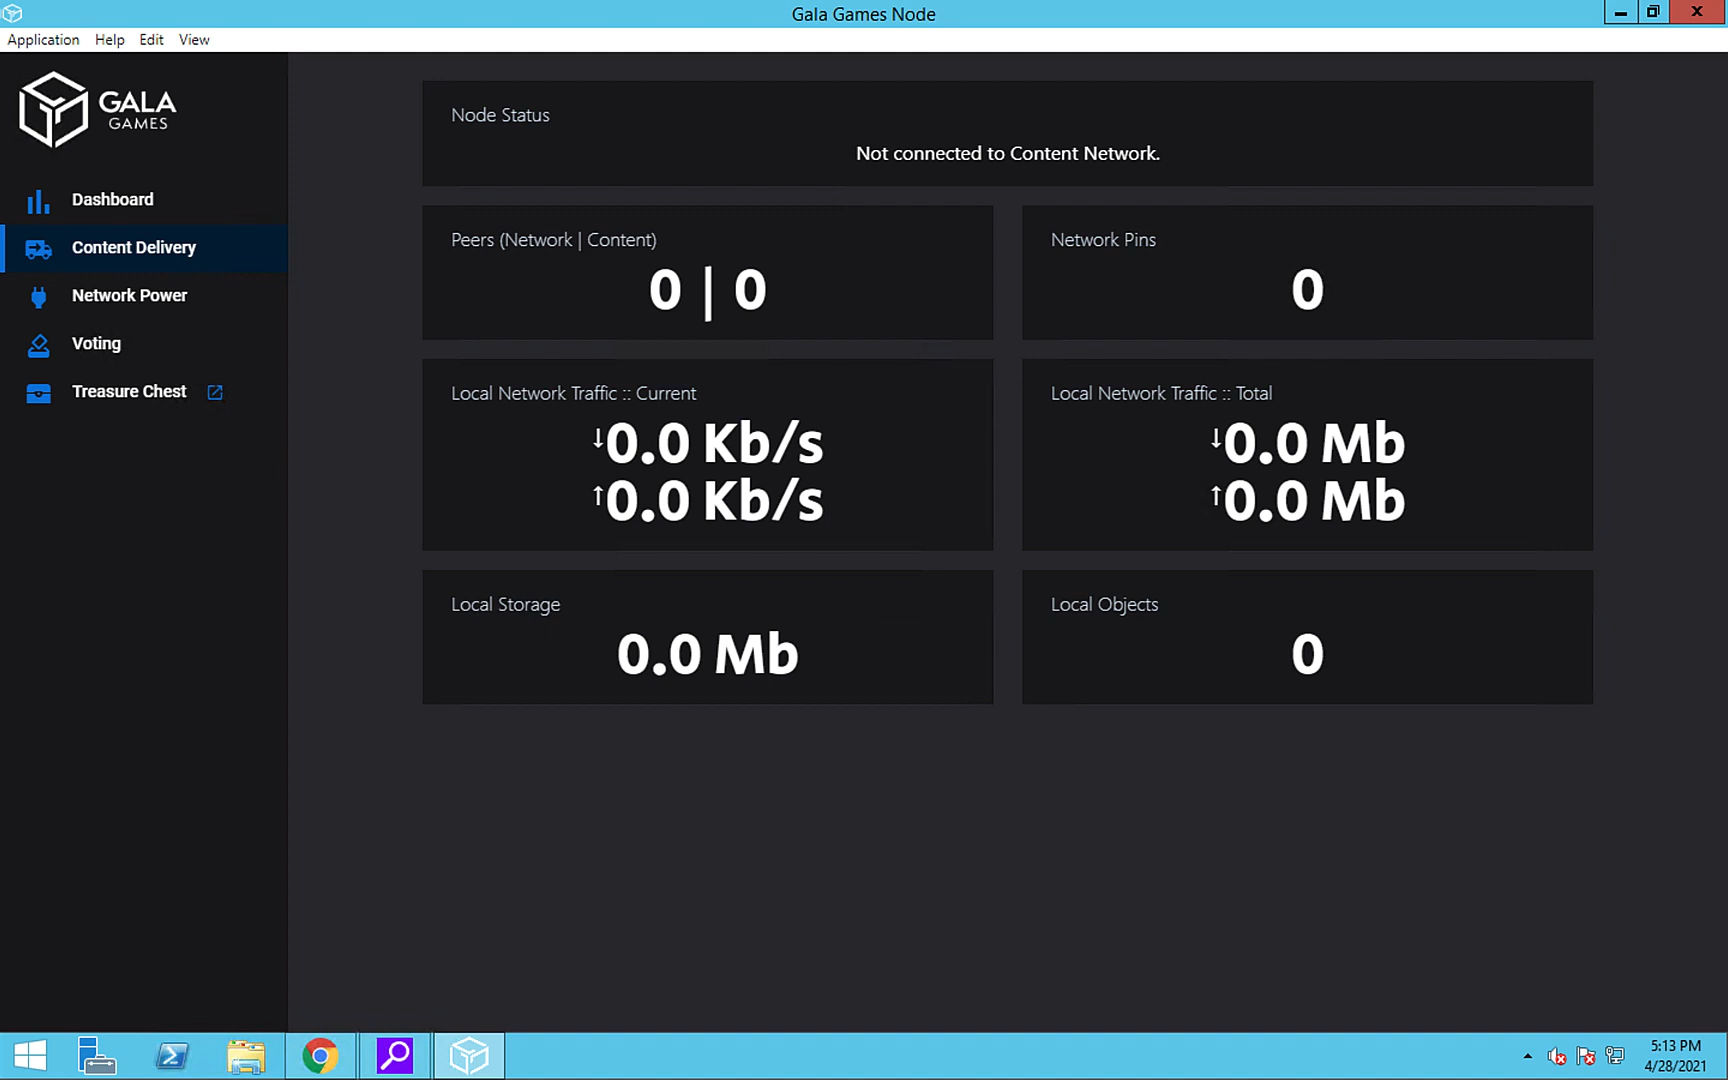 Gala Games Node
Application Help Edit View
GALA
GAMES
Dashboard
Content Delivery
Network Power
Voting
Treasure Chest
Node Status
Not connected to Content Network.
Peers (Network | Content)
0 | 0
Network Pins
0
Local Network Traffic :: Current
↓0.0 Kb/s
↑0.0 Kb/s
Local Network Traffic :: Total
↓0.0 Mb
↑0.0 Mb
Local Storage
0.0 Mb
Local Objects
0
5:13 PM
4/28/2021